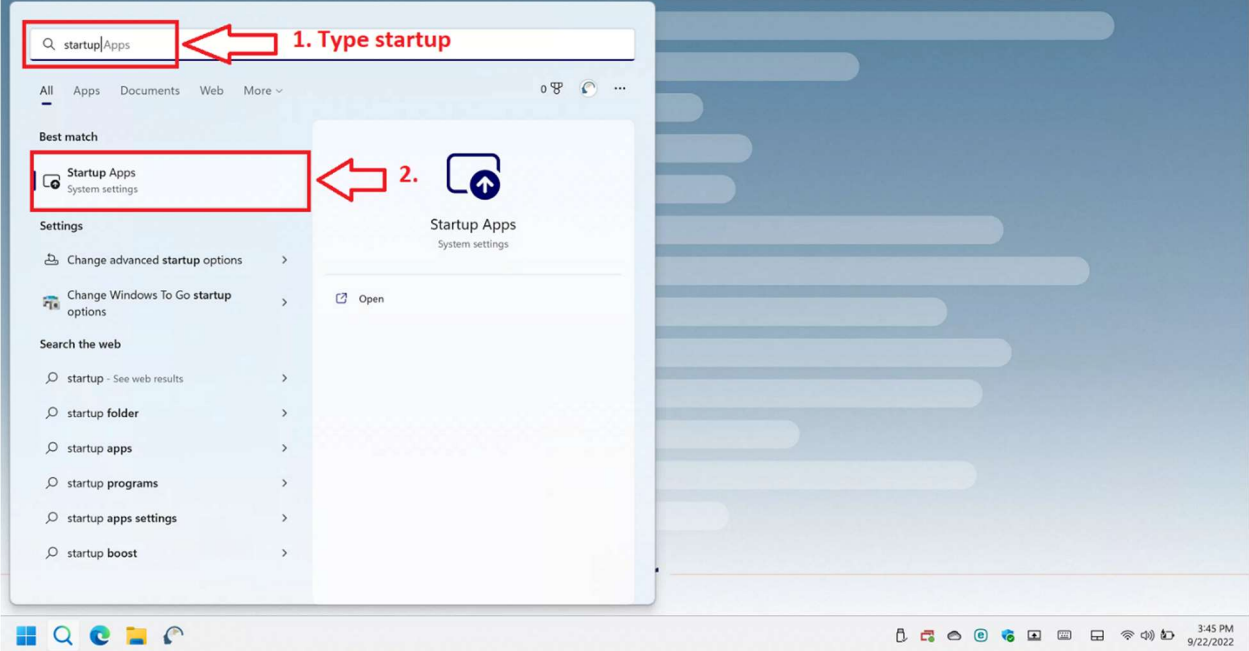 startup Apps
1. Type startup
All Apps Documents Web More
0
Best match
Startup Apps
System settings
2.
Settings
Change advanced startup options
Change Windows To Go startup
options
Search the web
startup - See web results
startup folder
startup apps
startup programs
startup apps settings
startup boost
Startup Apps
System settings
Open
3:45 PM
9/22/2022